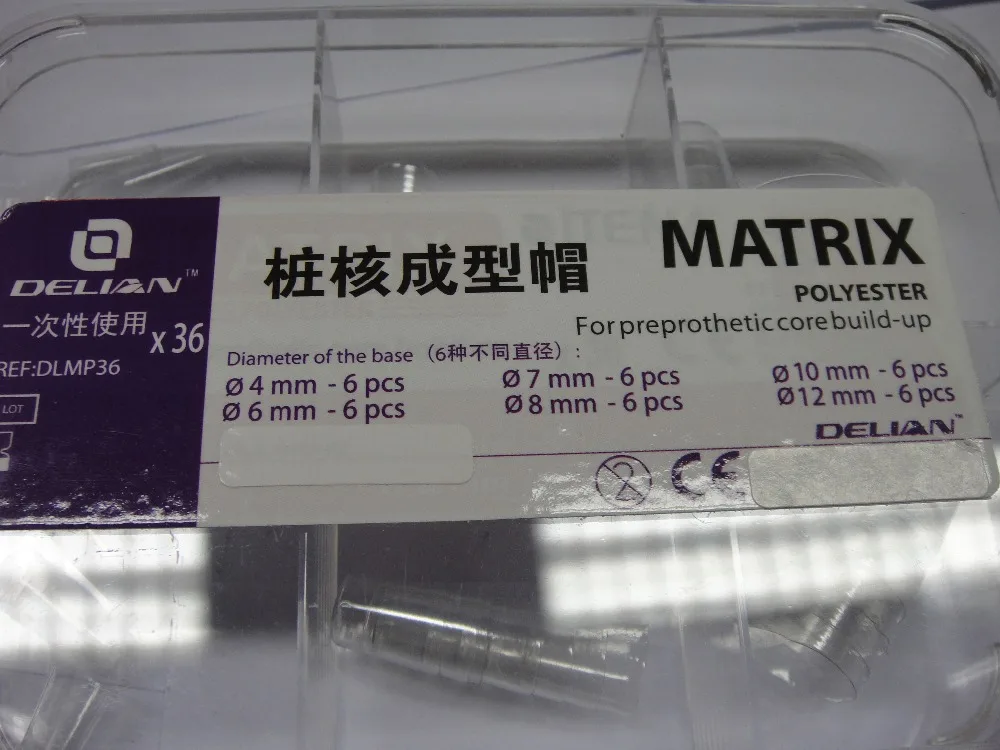 DELIAN™
一次性使用 x 36
REF:DLMP36
LOT
桩核成型帽
MATRIX
POLYESTER
For preprothetic core build-up
Diameter of the base（6种不同直径）:
Ø 4 mm - 6 pcs
Ø 6 mm - 6 pcs
Ø 7 mm - 6 pcs
Ø 8 mm - 6 pcs
Ø 10 mm - 6 pcs
Ø 12 mm - 6 pcs
DELIAN™
2
CE